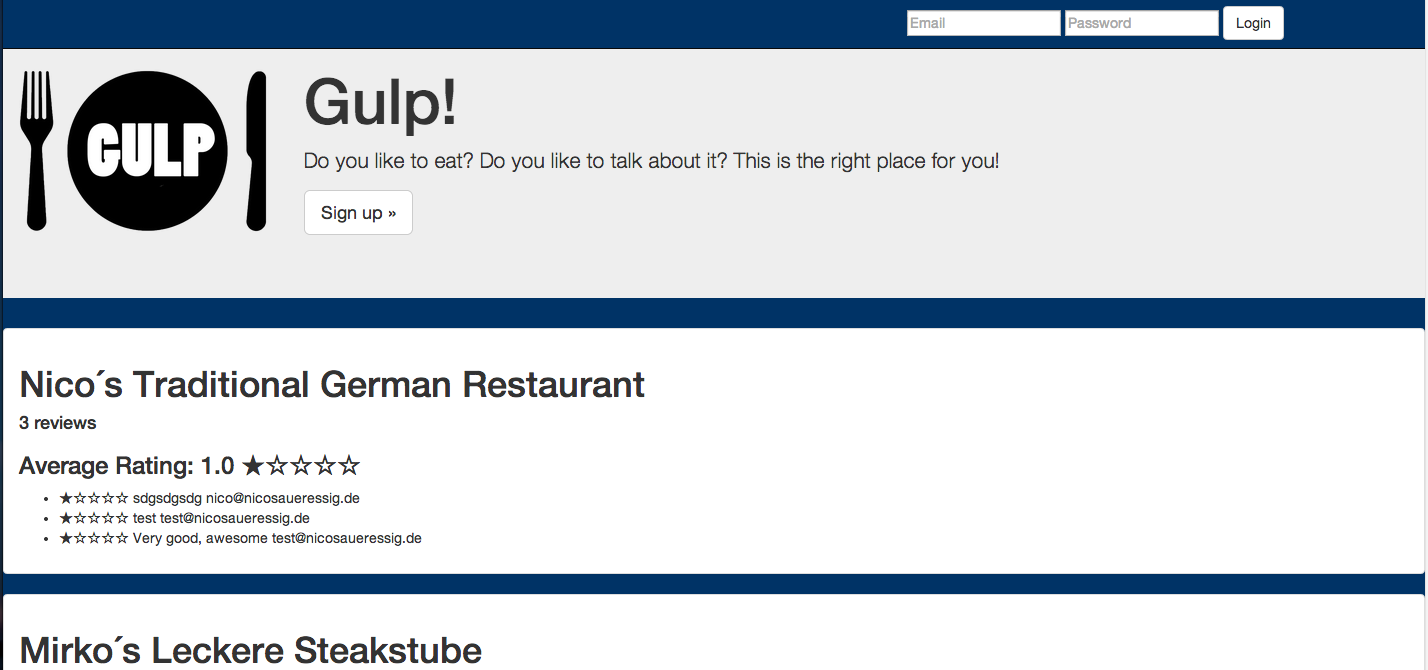 Email Password Login
GULP
Gulp!
Do you like to eat? Do you like to talk about it? This is the right place for you!
Sign up »
Nico´s Traditional German Restaurant
3 reviews
Average Rating: 1.0 ★☆☆☆☆
• ★☆☆☆☆ sdgsdgsdg nico@nicosaueressig.de
• ★☆☆☆☆ test test@nicosaueressig.de
• ★☆☆☆☆ Very good, awesome test@nicosaueressig.de
Mirko´s Leckere Steakstube